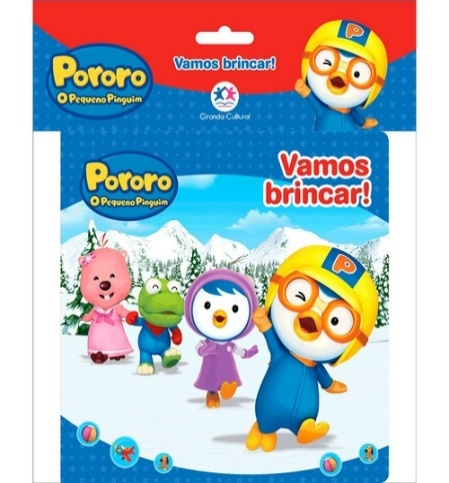 Pororo
O Pequeno Pinguim
Vamos brincar!
Ciranda Cultural
P
Pororo
O Pequeno Pinguim
Vamos
brincar!
P